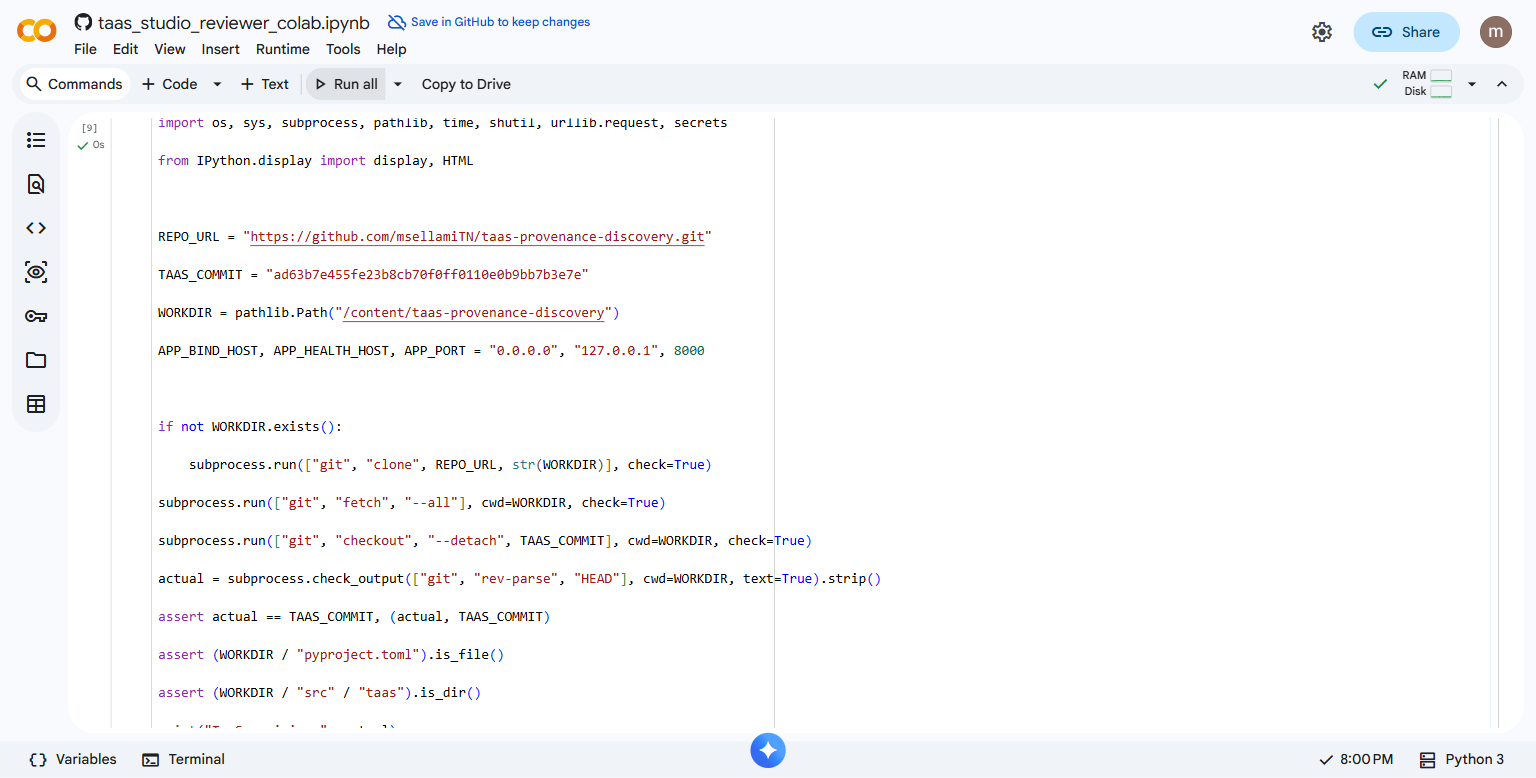 taas_studio_reviewer_colab.ipynb Save in GitHub to keep changes
File Edit View Insert Runtime Tools Help
Share
m
Commands + Code + Text Run all Copy to Drive
RAM
Disk
[9]
0s
import os, sys, subprocess, pathlib, time, shutil, urllib.request, secrets
from IPython.display import display, HTML
REPO_URL = "https://github.com/msellamiTN/taas-provenance-discovery.git"
TAAS_COMMIT = "ad63b7e455fe23b8cb70f0ff0110e0b9bb7b3e7e"
WORKDIR = pathlib.Path("/content/taas-provenance-discovery")
APP_BIND_HOST, APP_HEALTH_HOST, APP_PORT = "0.0.0.0", "127.0.0.1", 8000
if not WORKDIR.exists():
    subprocess.run(["git", "clone", REPO_URL, str(WORKDIR)], check=True)
subprocess.run(["git", "fetch", "--all"], cwd=WORKDIR, check=True)
subprocess.run(["git", "checkout", "--detach", TAAS_COMMIT], cwd=WORKDIR, check=True)
actual = subprocess.check_output(["git", "rev-parse", "HEAD"], cwd=WORKDIR, text=True).strip()
assert actual == TAAS_COMMIT, (actual, TAAS_COMMIT)
assert (WORKDIR / "pyproject.toml").is_file()
assert (WORKDIR / "src" / "taas").is_dir()
Variables Terminal 8:00 PM Python 3